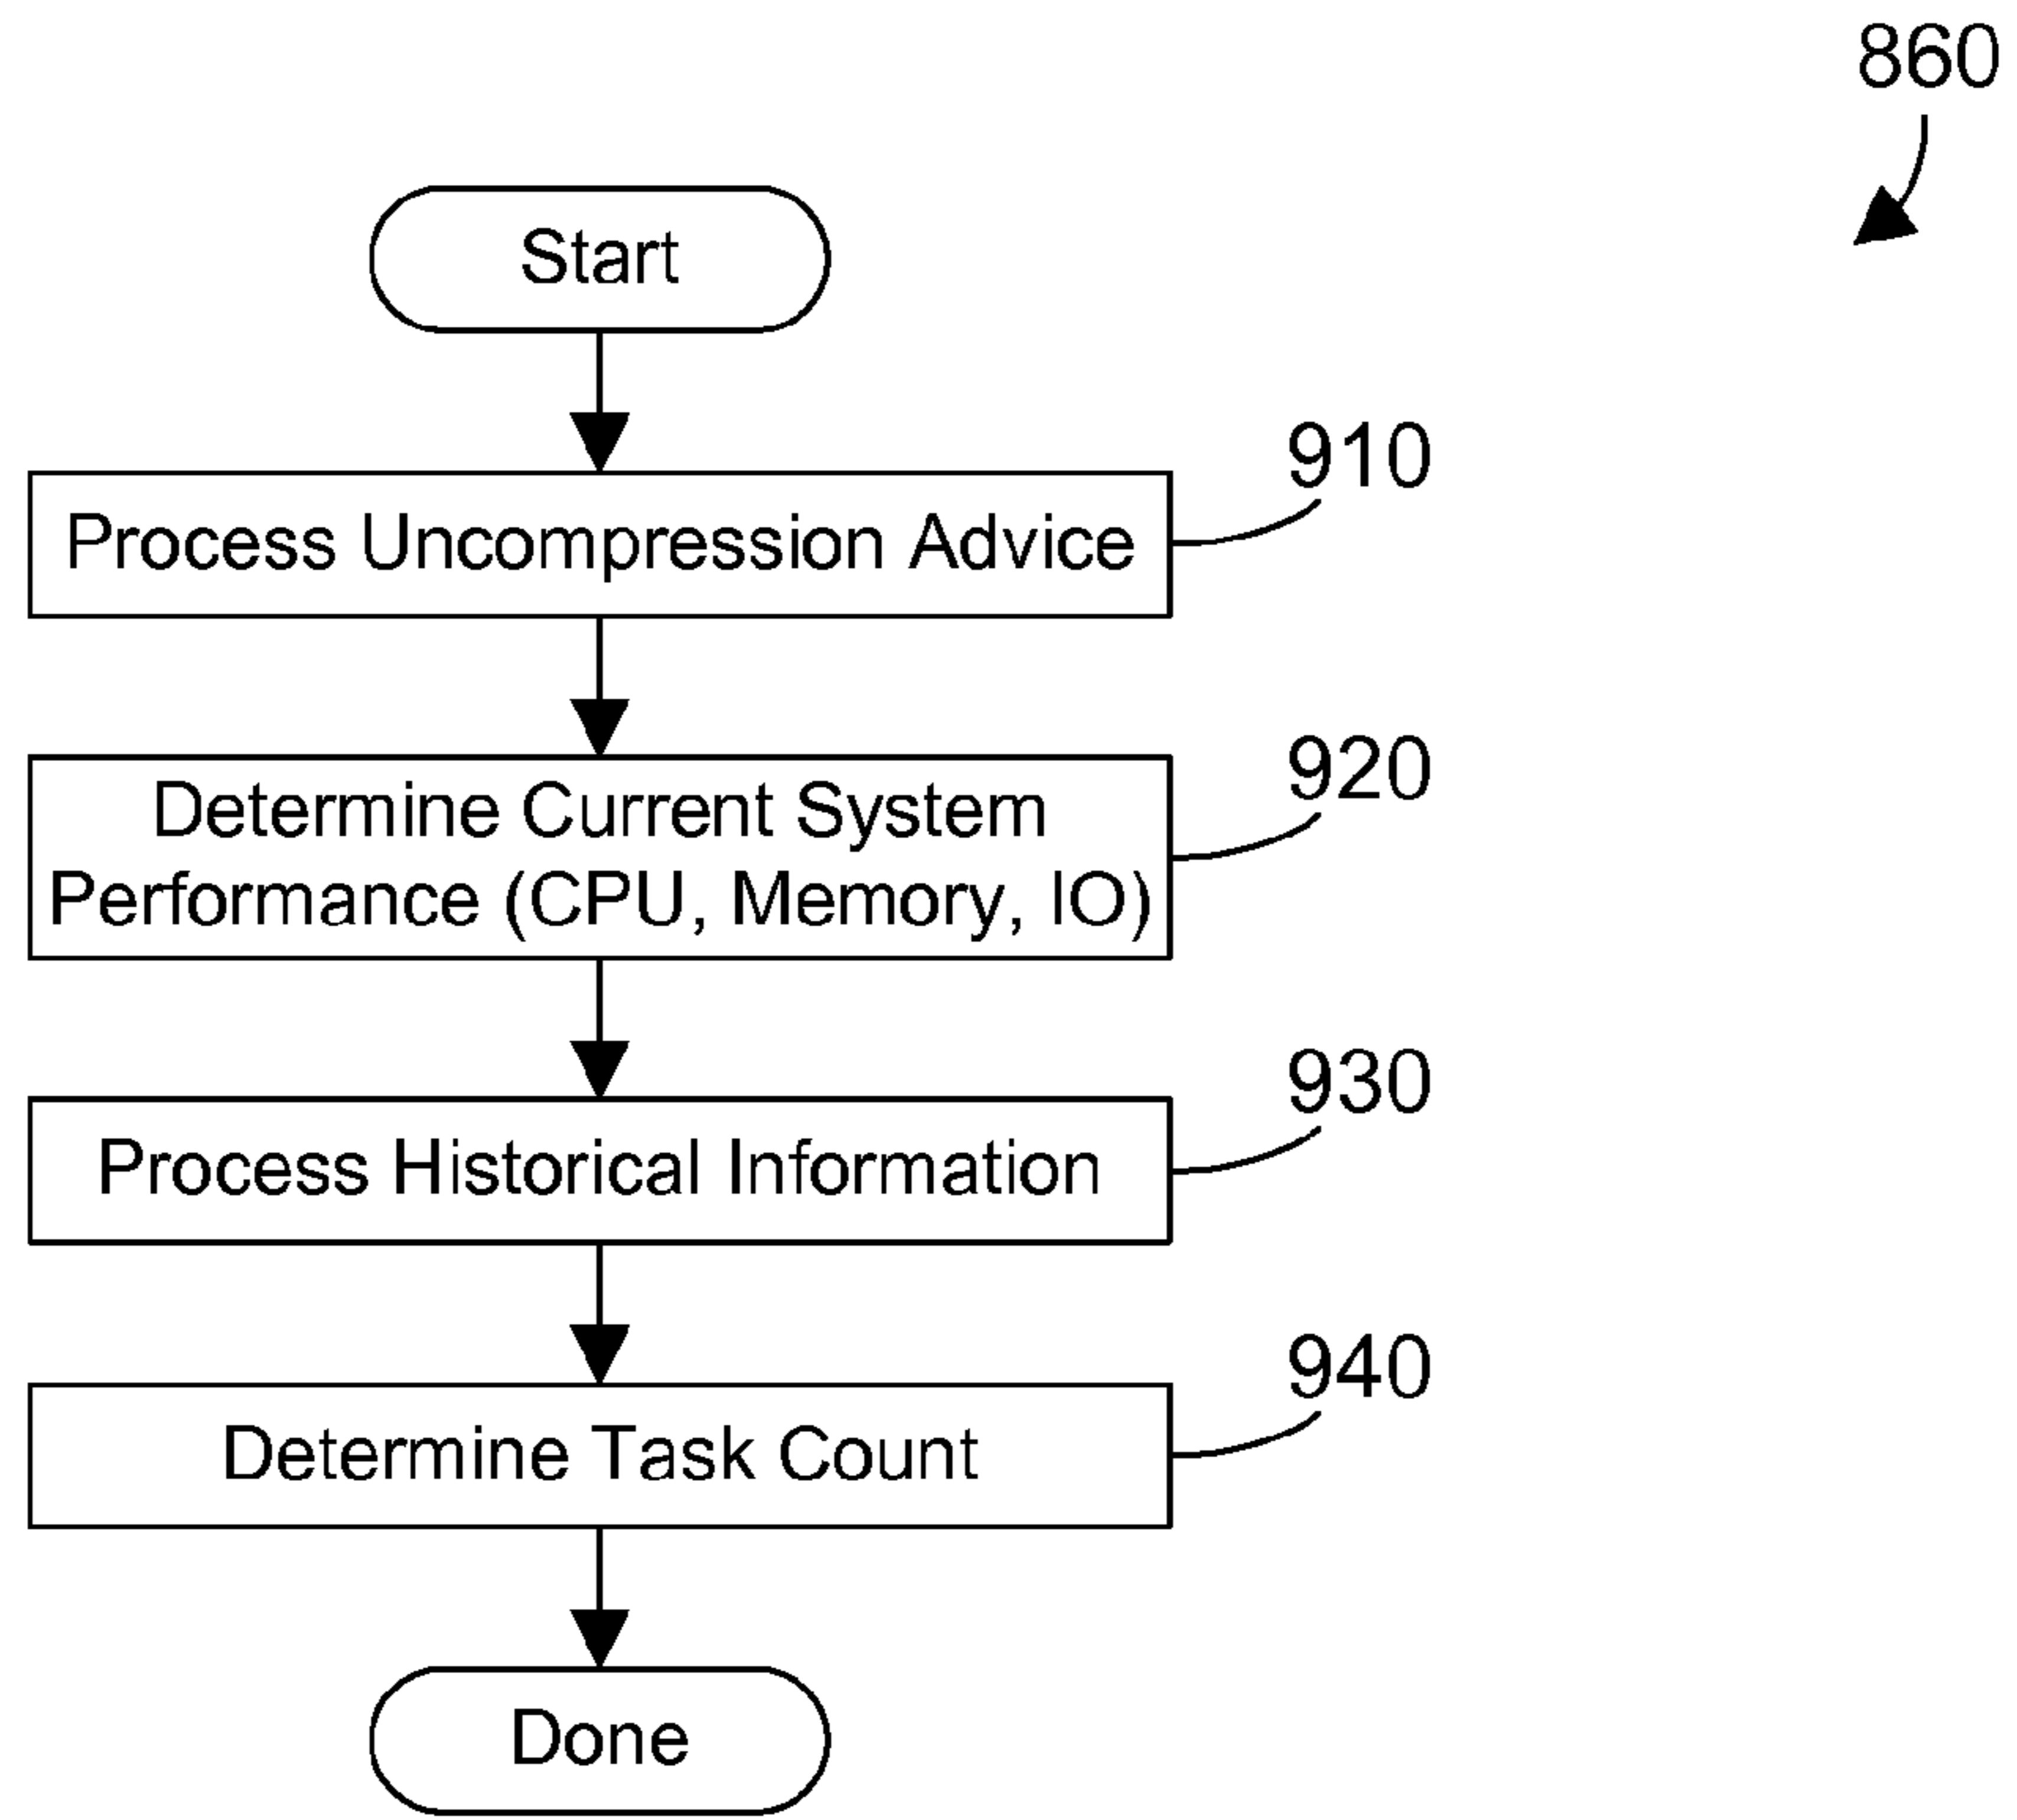 860
Start
910
Process Uncompression Advice
920
Determine Current System
Performance (CPU, Memory, IO)
930
Process Historical Information
940
Determine Task Count
Done